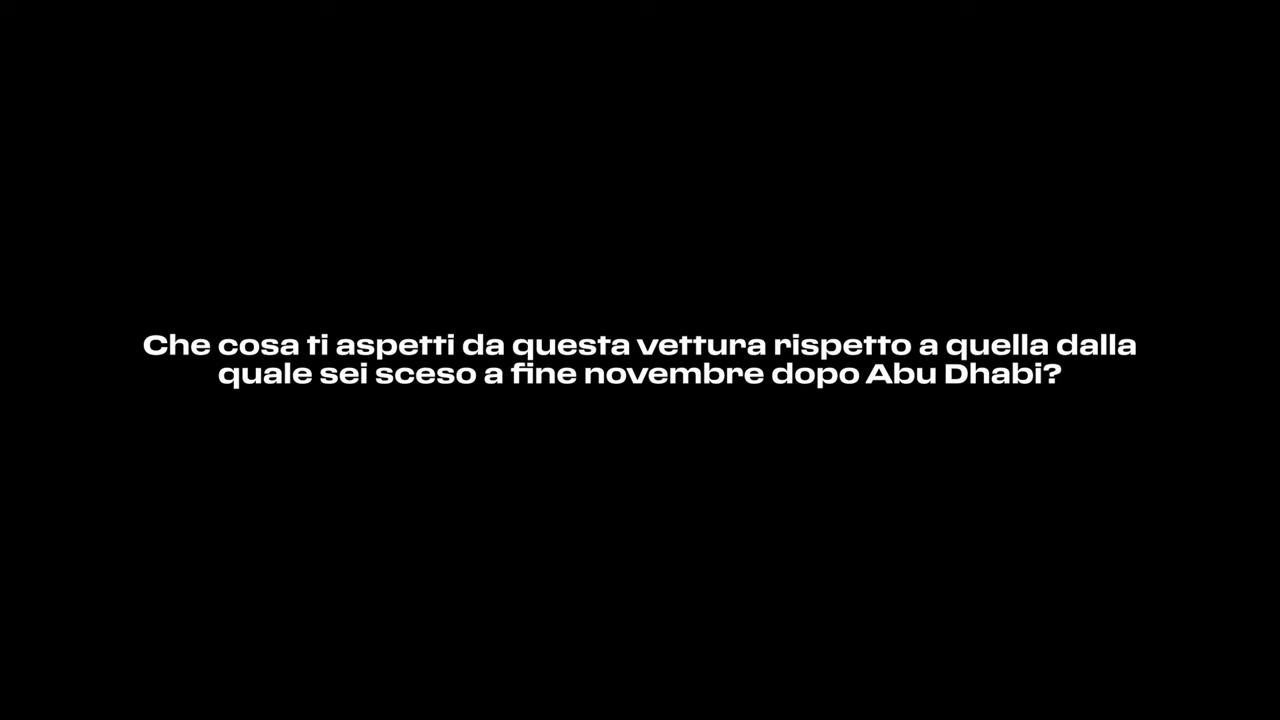 Che cosa ti aspetti da questa vettura rispetto a quella dalla
quale sei sceso a fine novembre dopo Abu Dhabi?